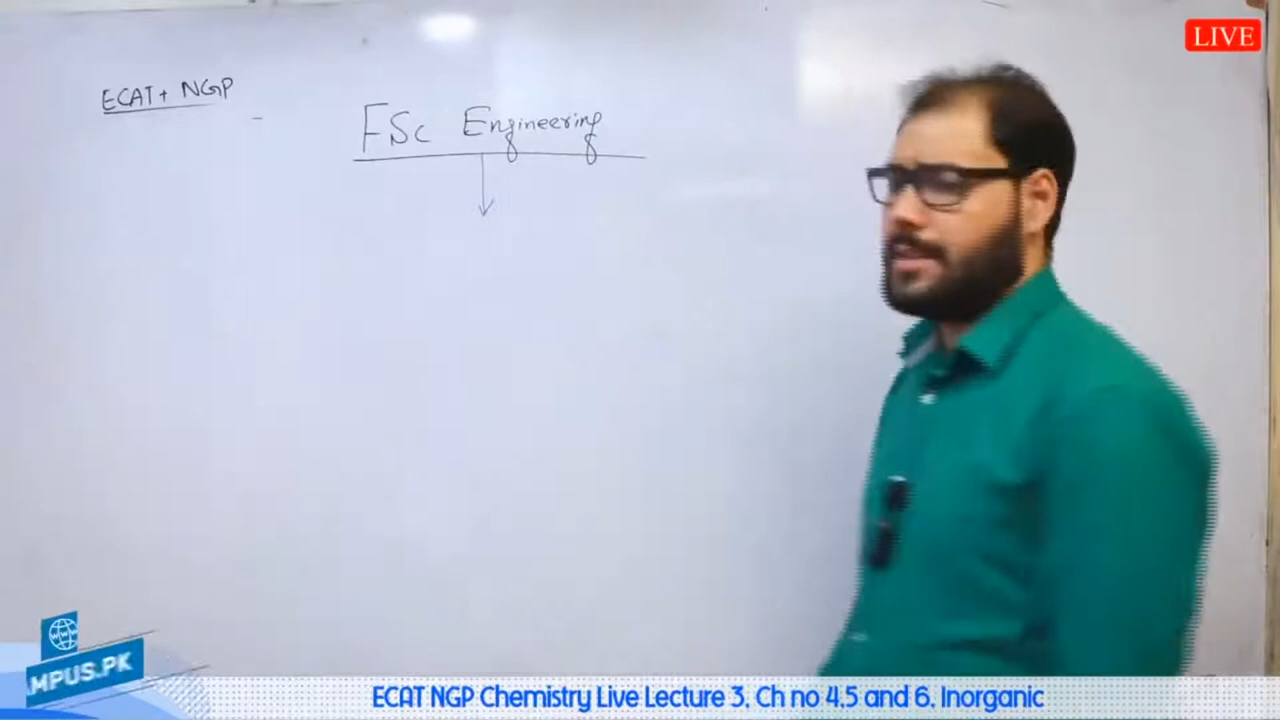 LIVE
ECAT + NGP
FSc Engineering
www
MPUS.PK
ECAT NGP Chemistry Live Lecture 3, Ch no 4,5 and 6, Inorganic